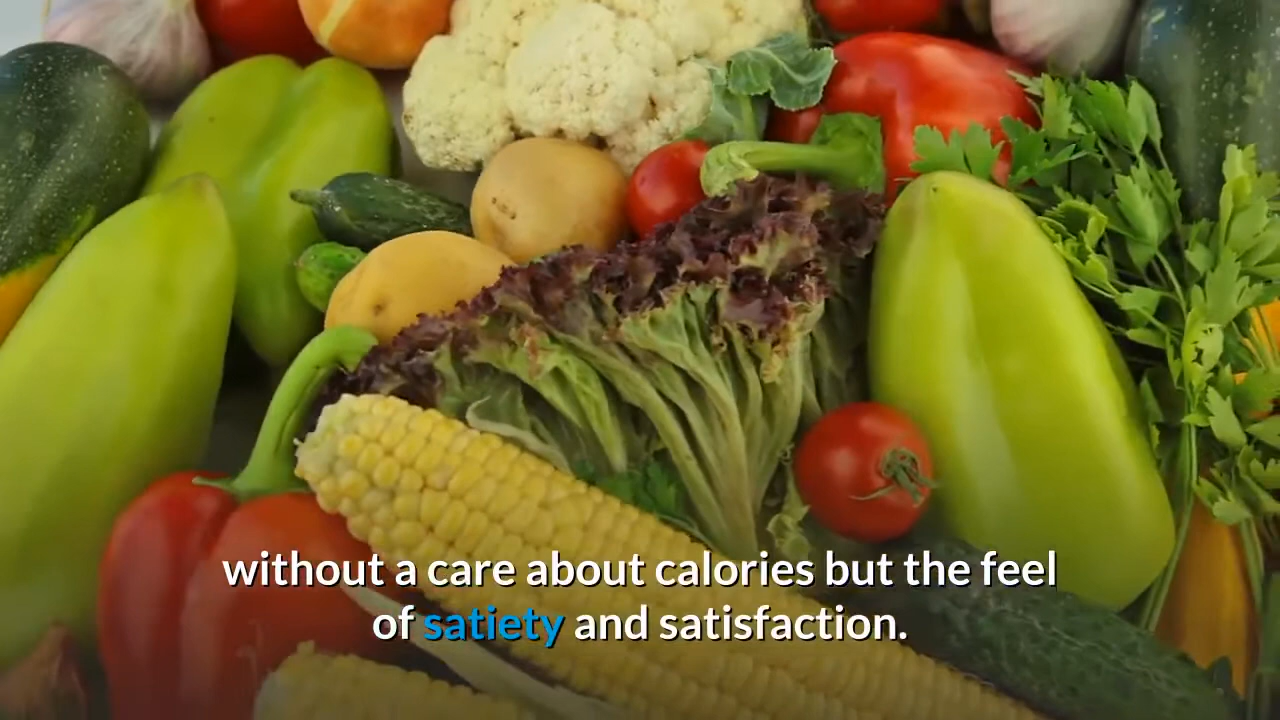 without a care about calories but the feel
of satiety and satisfaction.